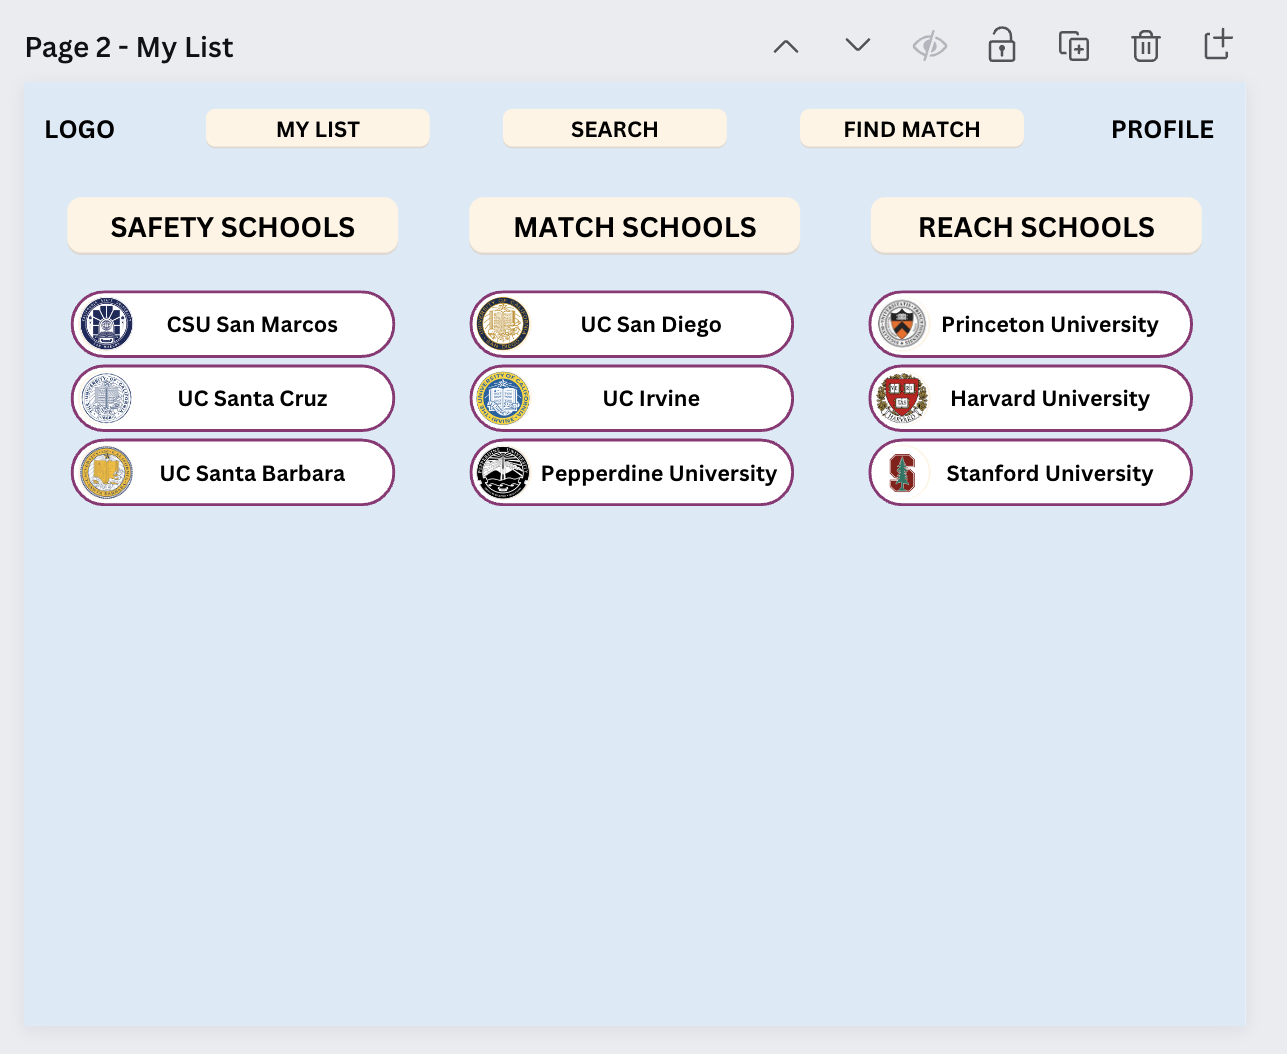 Page 2 - My List
LOGO
MY LIST
SEARCH
FIND MATCH
PROFILE
SAFETY SCHOOLS
MATCH SCHOOLS
REACH SCHOOLS
CSU San Marcos
UC San Diego
Princeton University
UC Santa Cruz
UC Irvine
Harvard University
UC Santa Barbara
Pepperdine University
Stanford University